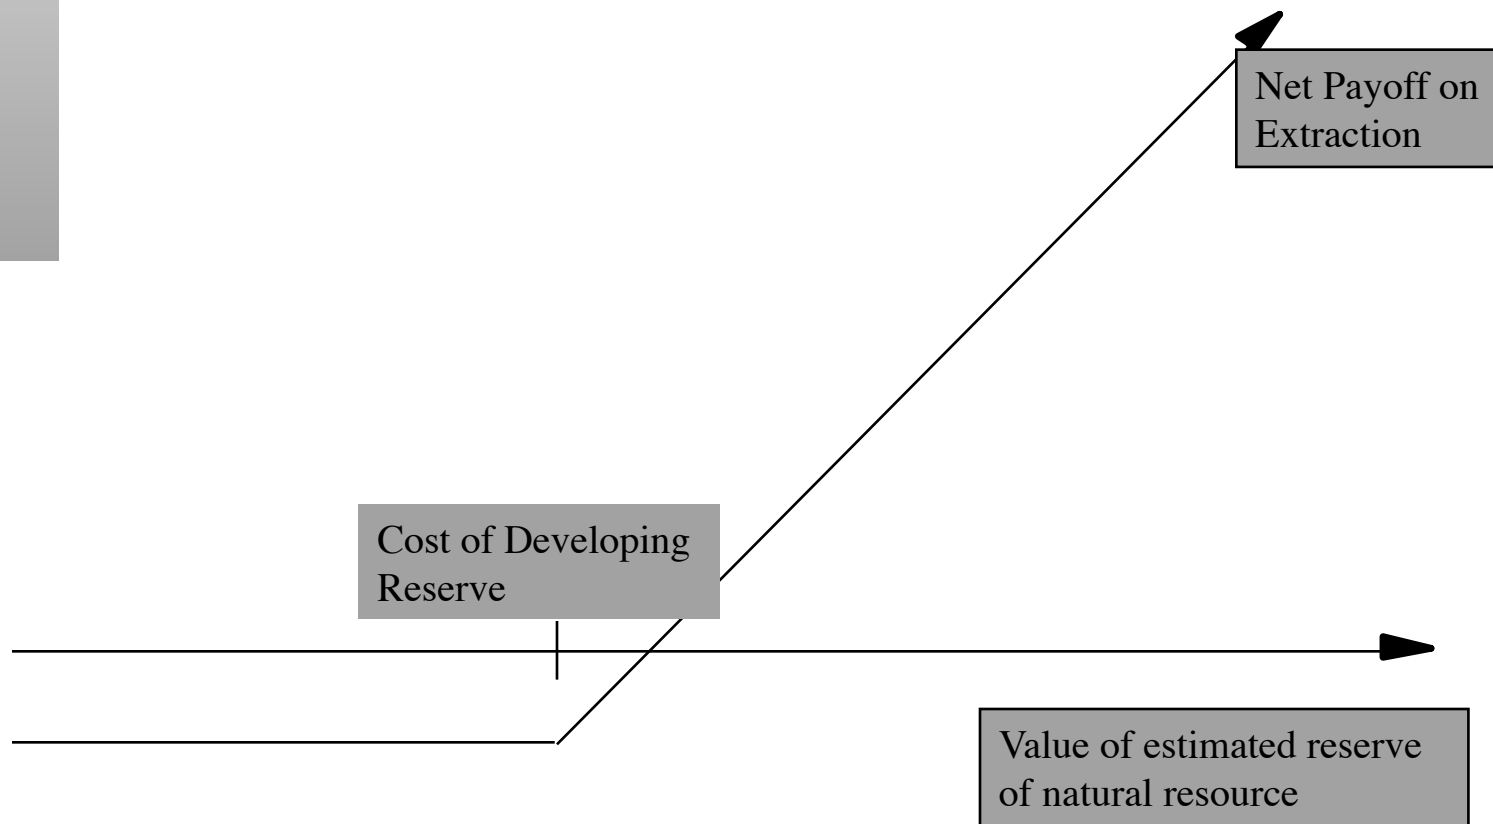 Net Payoff on
Extraction
Cost of Developing
Reserve
Value of estimated reserve
of natural resource